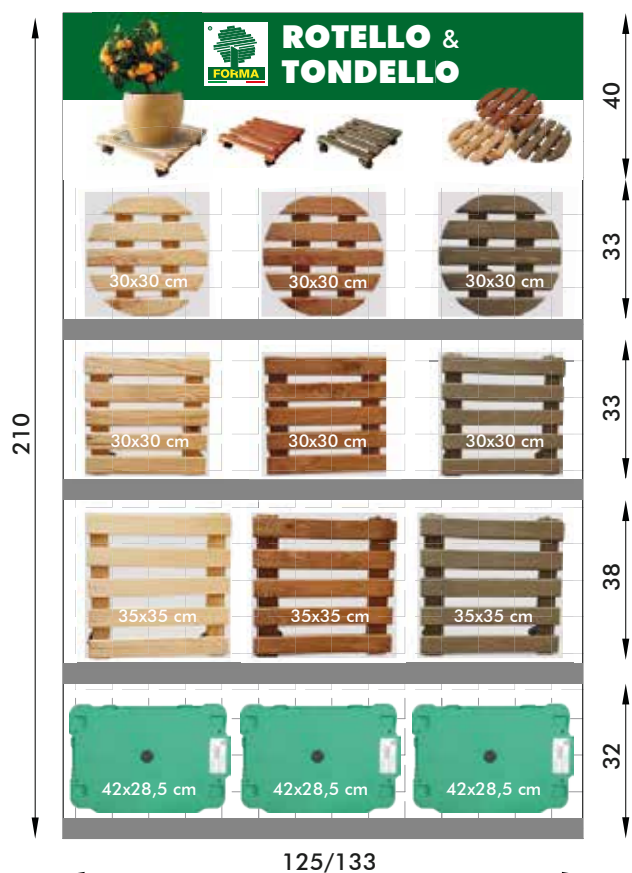 ROTELLO &
TONDELLO
FORMA
40
30x30 cm 30x30 cm 30x30 cm
33
30x30 cm 30x30 cm 30x30 cm
33
210
35x35 cm 35x35 cm 35x35 cm
38
42x28,5 cm 42x28,5 cm 42x28,5 cm
32
125/133